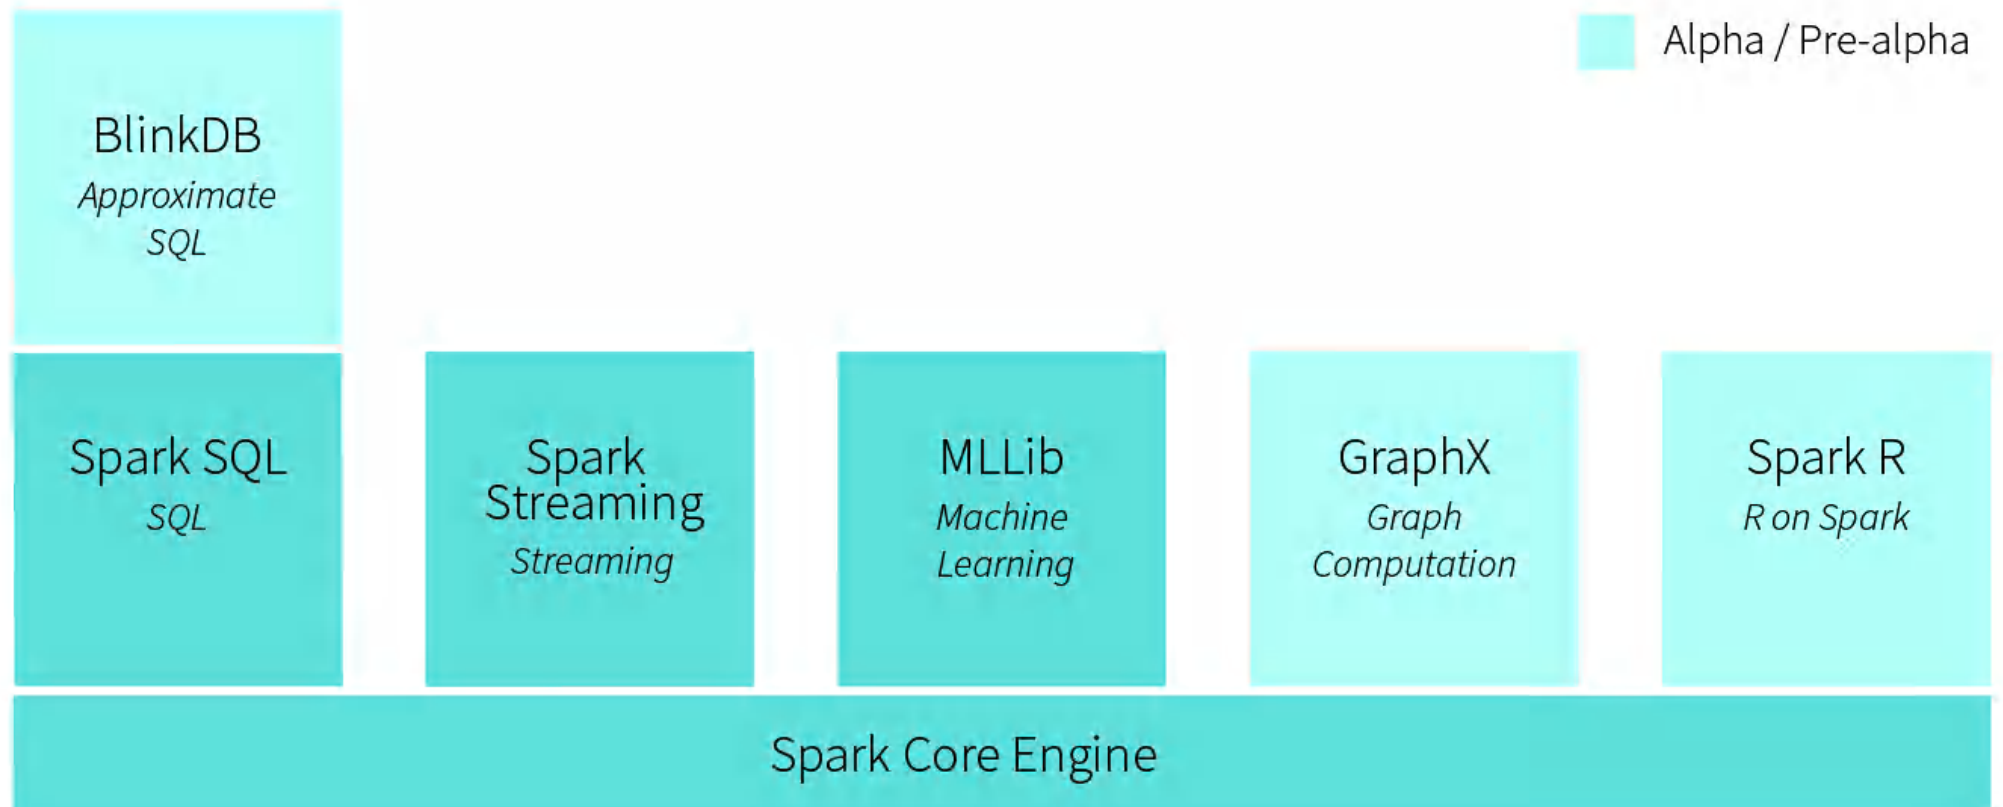 Alpha / Pre-alpha
BlinkDB
Approximate
SQL
Spark SQL
SQL
Spark
Streaming
Streaming
MLLib
Machine
Learning
GraphX
Graph
Computation
Spark R
R on Spark
Spark Core Engine